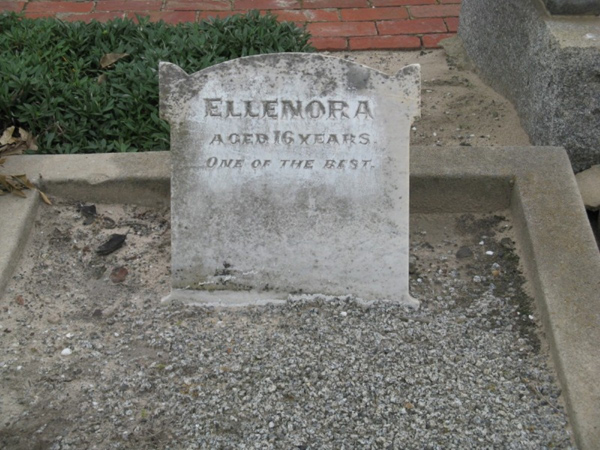 ELLENORA
AGED 16 YEARS.
ONE OF THE BEST.